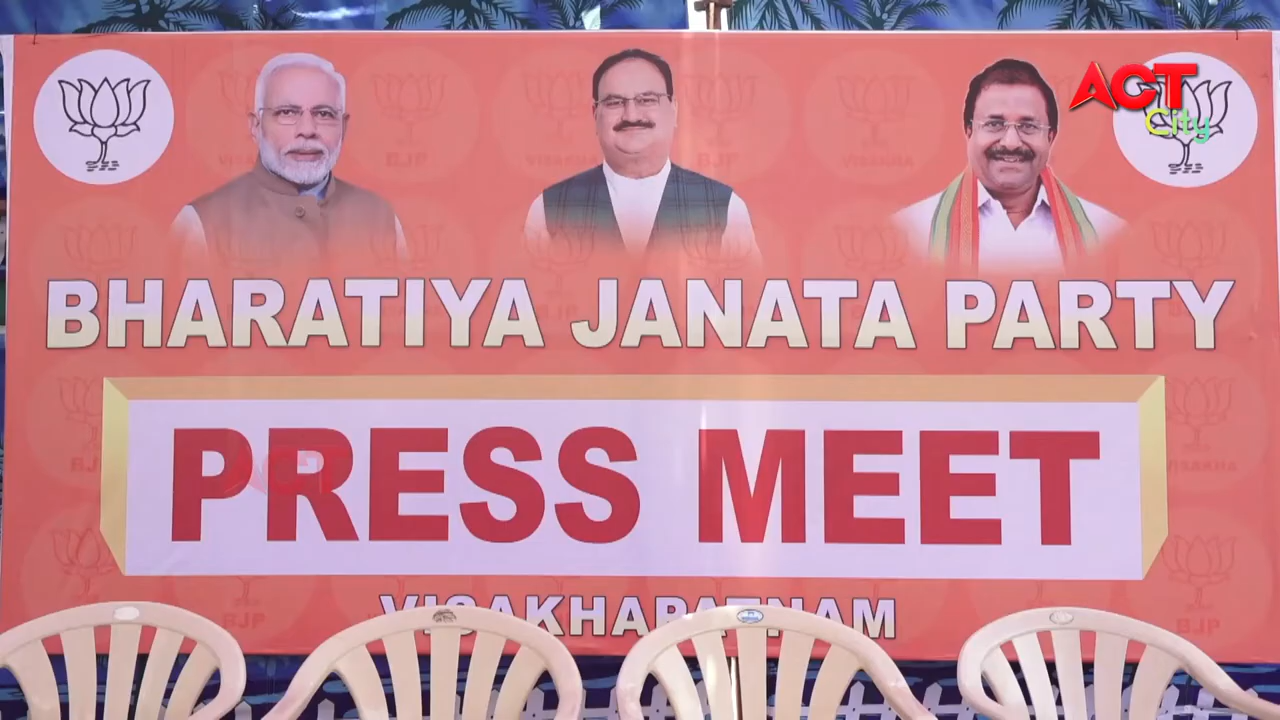 ACT
City
BHARATIYA JANATA PARTY
PRESS MEET
VISAKHAPATNAM